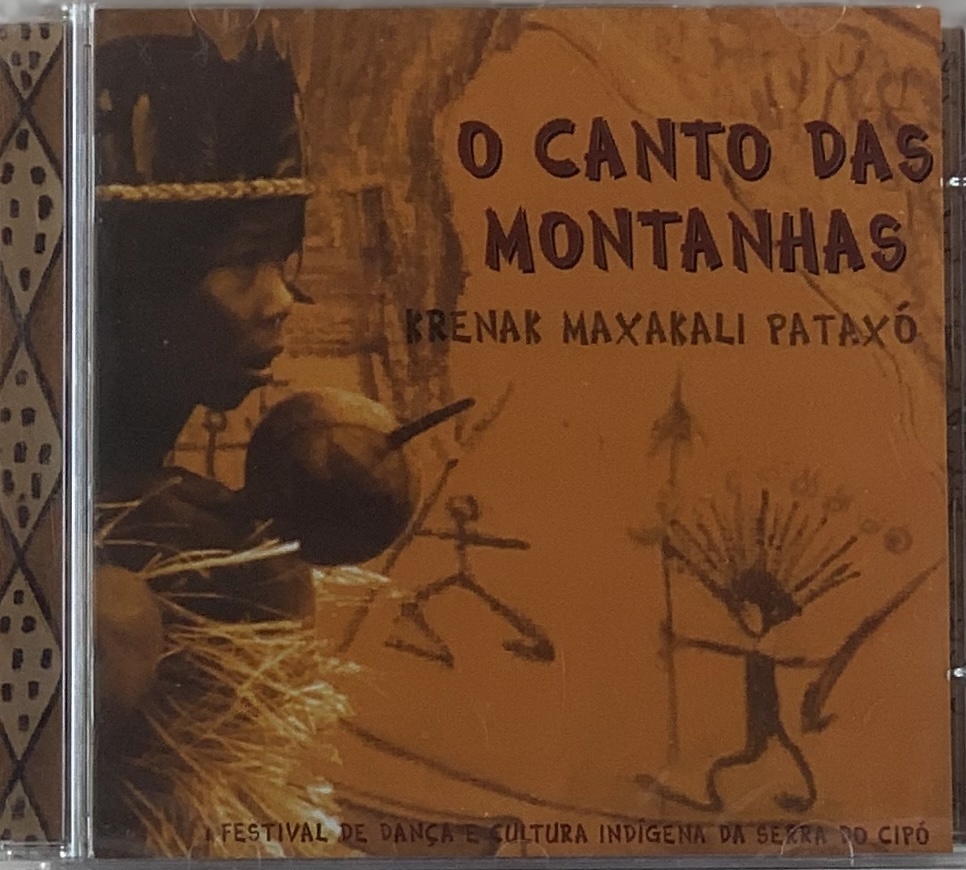 O CANTO DAS
MONTANHAS
KRENAK MAXAKALI PATAXÓ
FESTIVAL DE DANÇA E CULTURA INDÍGENA DA SERRA DO CIPÓ